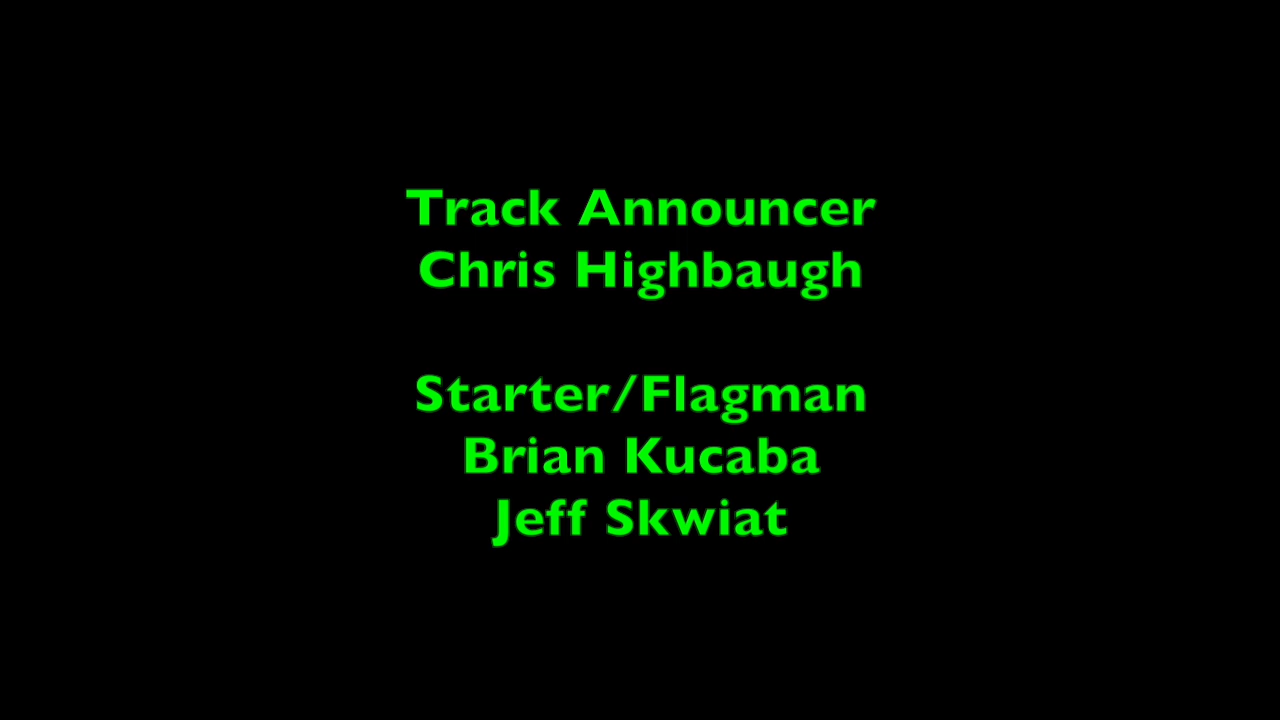 Track Announcer
Chris Highbaugh
Starter/Flagman
Brian Kucaba
Jeff Skwiat